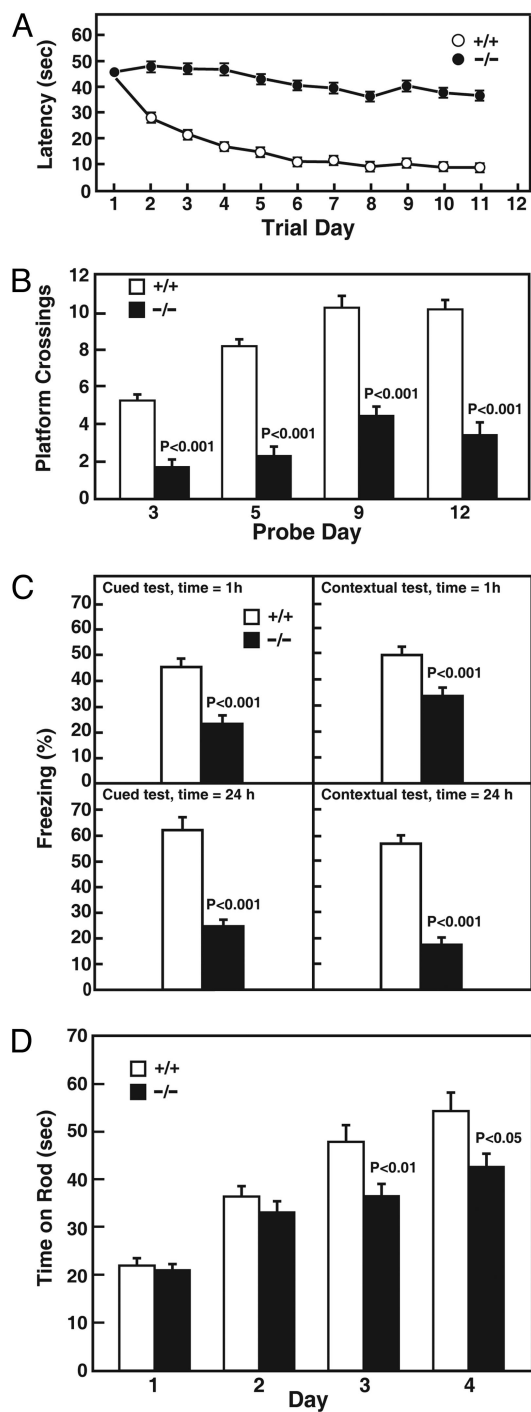 A
Latency (sec)
60
50
40
30
20
10
0
+/+
−/−
1 2 3 4 5 6 7 8 9 10 11 12
Trial Day
B
Platform Crossings
12
10
8
6
4
2
0
+/+
−/−
P<0.001
P<0.001
P<0.001
P<0.001
3 5 9 12
Probe Day
C
Freezing (%)
Cued test, time = 1h
Contextual test, time = 1h
70
60
50
40
30
20
10
0
+/+
−/−
P<0.001
P<0.001
Cued test, time = 24 h
Contextual test, time = 24 h
70
60
50
40
30
20
10
0
P<0.001
P<0.001
D
Time on Rod (sec)
70
60
50
40
30
20
10
0
+/+
−/−
P<0.01
P<0.05
1 2 3 4
Day